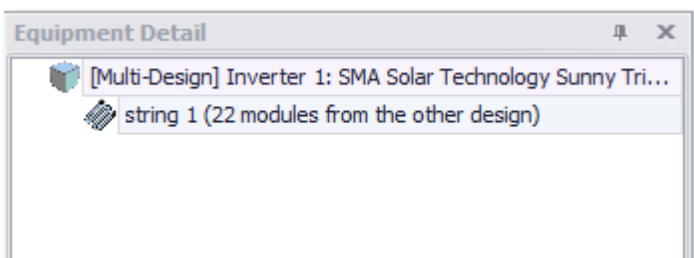 Equipment Detail
[Multi-Design] Inverter 1: SMA Solar Technology Sunny Tri...
string 1 (22 modules from the other design)